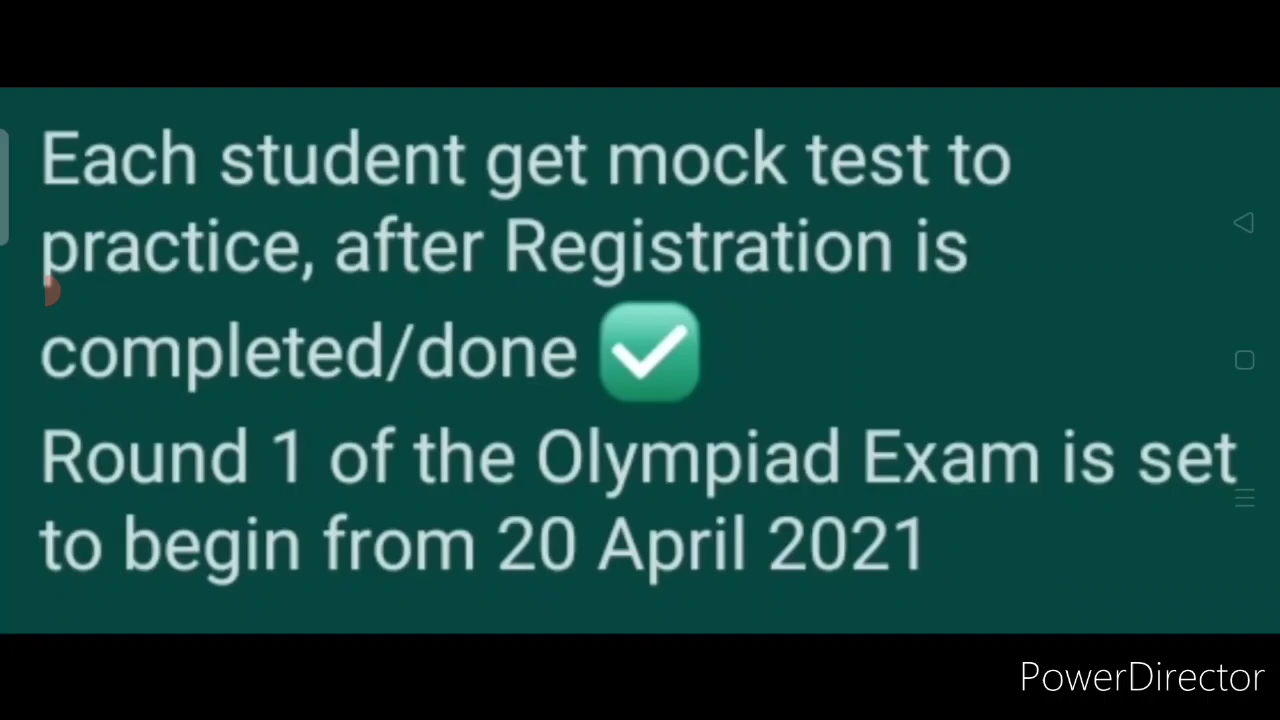 Each student get mock test to
practice, after Registration is
completed/done ✅
Round 1 of the Olympiad Exam is set
to begin from 20 April 2021
PowerDirector